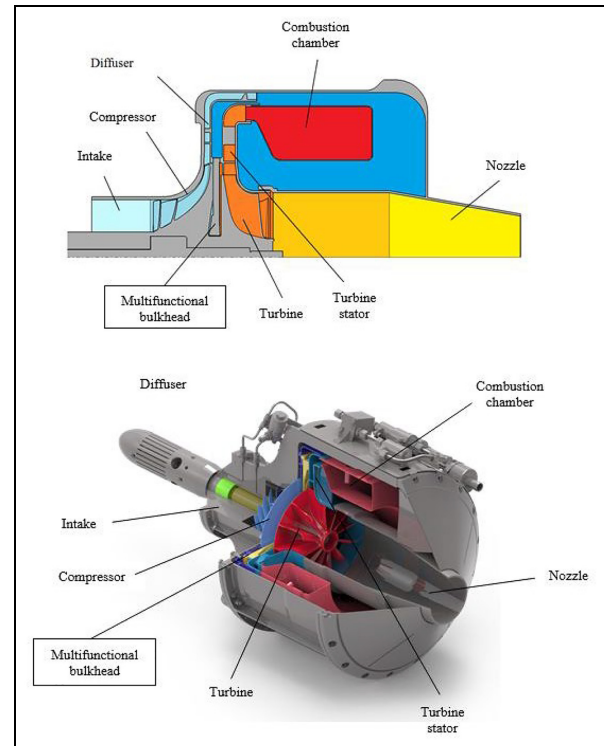 Combustion
chamber
Diffuser
Compressor
Intake
Nozzle
Multifunctional
bulkhead
Turbine
Turbine
stator
Diffuser
Combustion
chamber
Intake
Compressor
Nozzle
Multifunctional
bulkhead
Turbine
Turbine
stator